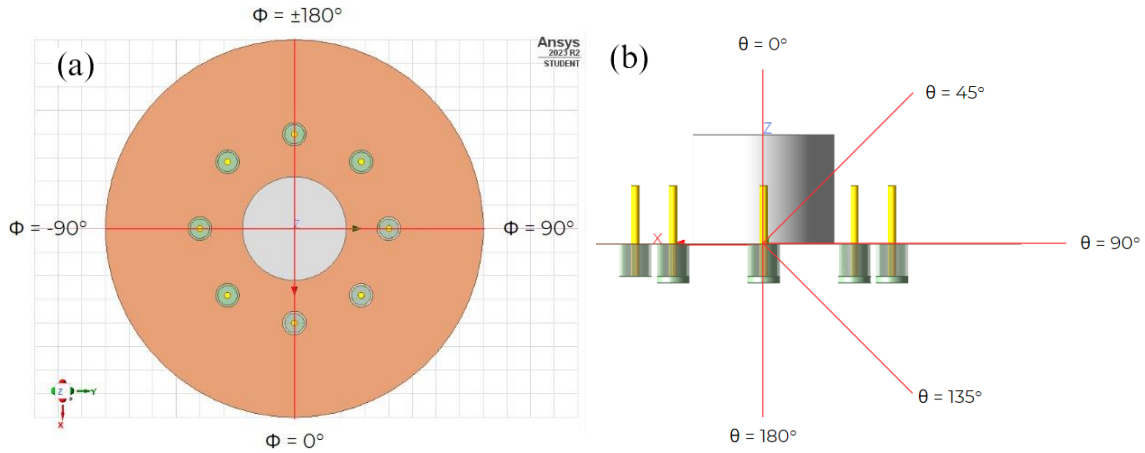 Φ = ±180°
(a)
Ansys
2023 R2
STUDENT
Φ = -90°
Z
Φ = 90°
Z
Y
X
Φ = 0°
(b)
θ = 0°
θ = 45°
Z
X
θ = 90°
θ = 135°
θ = 180°